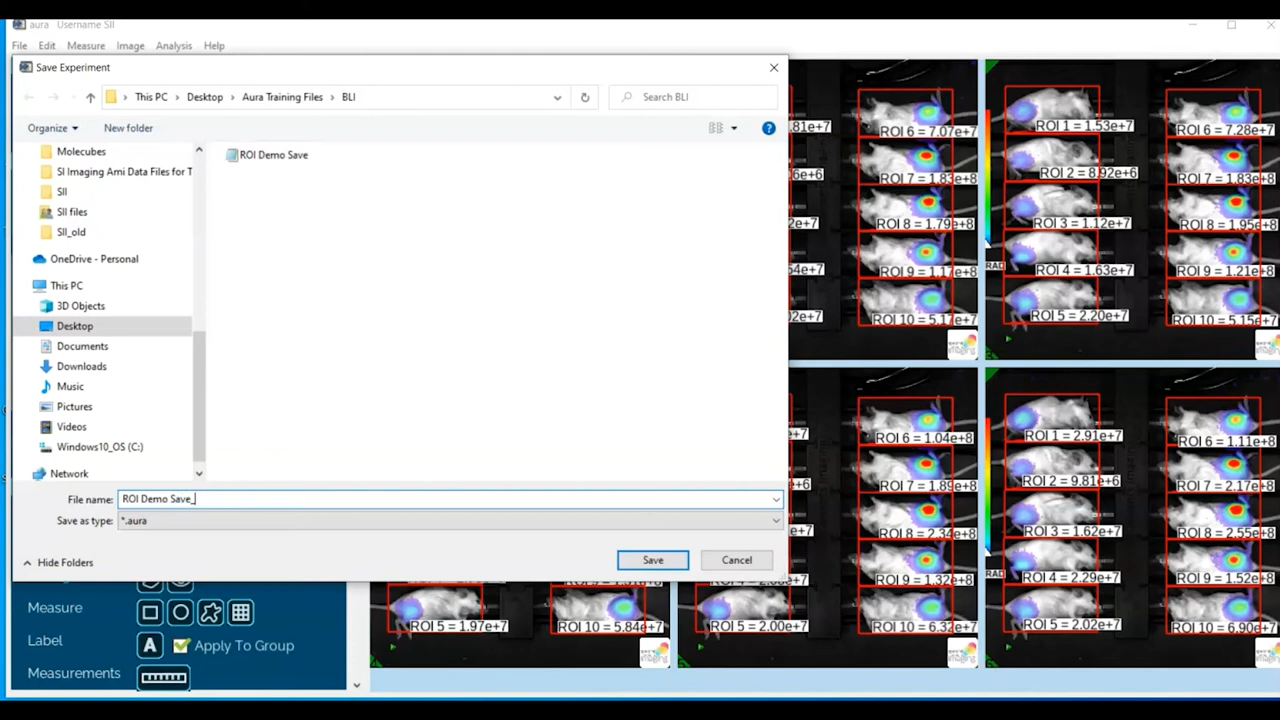 aura Username SII
File Edit Measure Image Analysis Help
Save Experiment
This PC Desktop Aura Training Files BLI
Search BLI
Organize New folder
Molecubes
SI Imaging Ami Data Files for T
SII
SII files
SII_old
OneDrive - Personal
This PC
3D Objects
Desktop
Documents
Downloads
Music
Pictures
Videos
Windows10_OS (C:)
Network
ROI Demo Save
File name: ROI Demo Save_
Save as type: *.aura
Hide Folders
Save Cancel
Measure
Label
A
Apply To Group
Measurements
.81e+7
ROI 6 = 7.07e+7
ROI 7 = 1.83e+8
ROI 8 = 1.79e+8
ROI 9 = 1.17e+8
ROI 10 = 5.17e+7
ROI 1 = 1.53e+7
ROI 2 = 8.92e+6
ROI 3 = 1.12e+7
ROI 4 = 1.63e+7
RAD
ROI 5 = 2.20e+7
ROI 6 = 7.28e+7
ROI 7 = 1.83e+8
ROI 8 = 1.95e+8
ROI 9 = 1.21e+8
ROI 10 = 5.15e+7
ROI 6 = 1.04e+8
ROI 7 = 1.89e+8
ROI 8 = 2.34e+8
ROI 9 = 1.32e+8
ROI 10 = 6.32e+7
ROI 1 = 2.91e+7
ROI 2 = 9.81e+6
ROI 3 = 1.62e+7
ROI 4 = 2.29e+7
RAD
ROI 5 = 2.02e+7
ROI 6 = 1.11e+8
ROI 7 = 2.17e+8
ROI 8 = 2.55e+8
ROI 9 = 1.52e+8
ROI 10 = 6.90e+7
ROI 5 = 1.97e+7
ROI 10 = 5.84e+7
ROI 5 = 2.00e+7